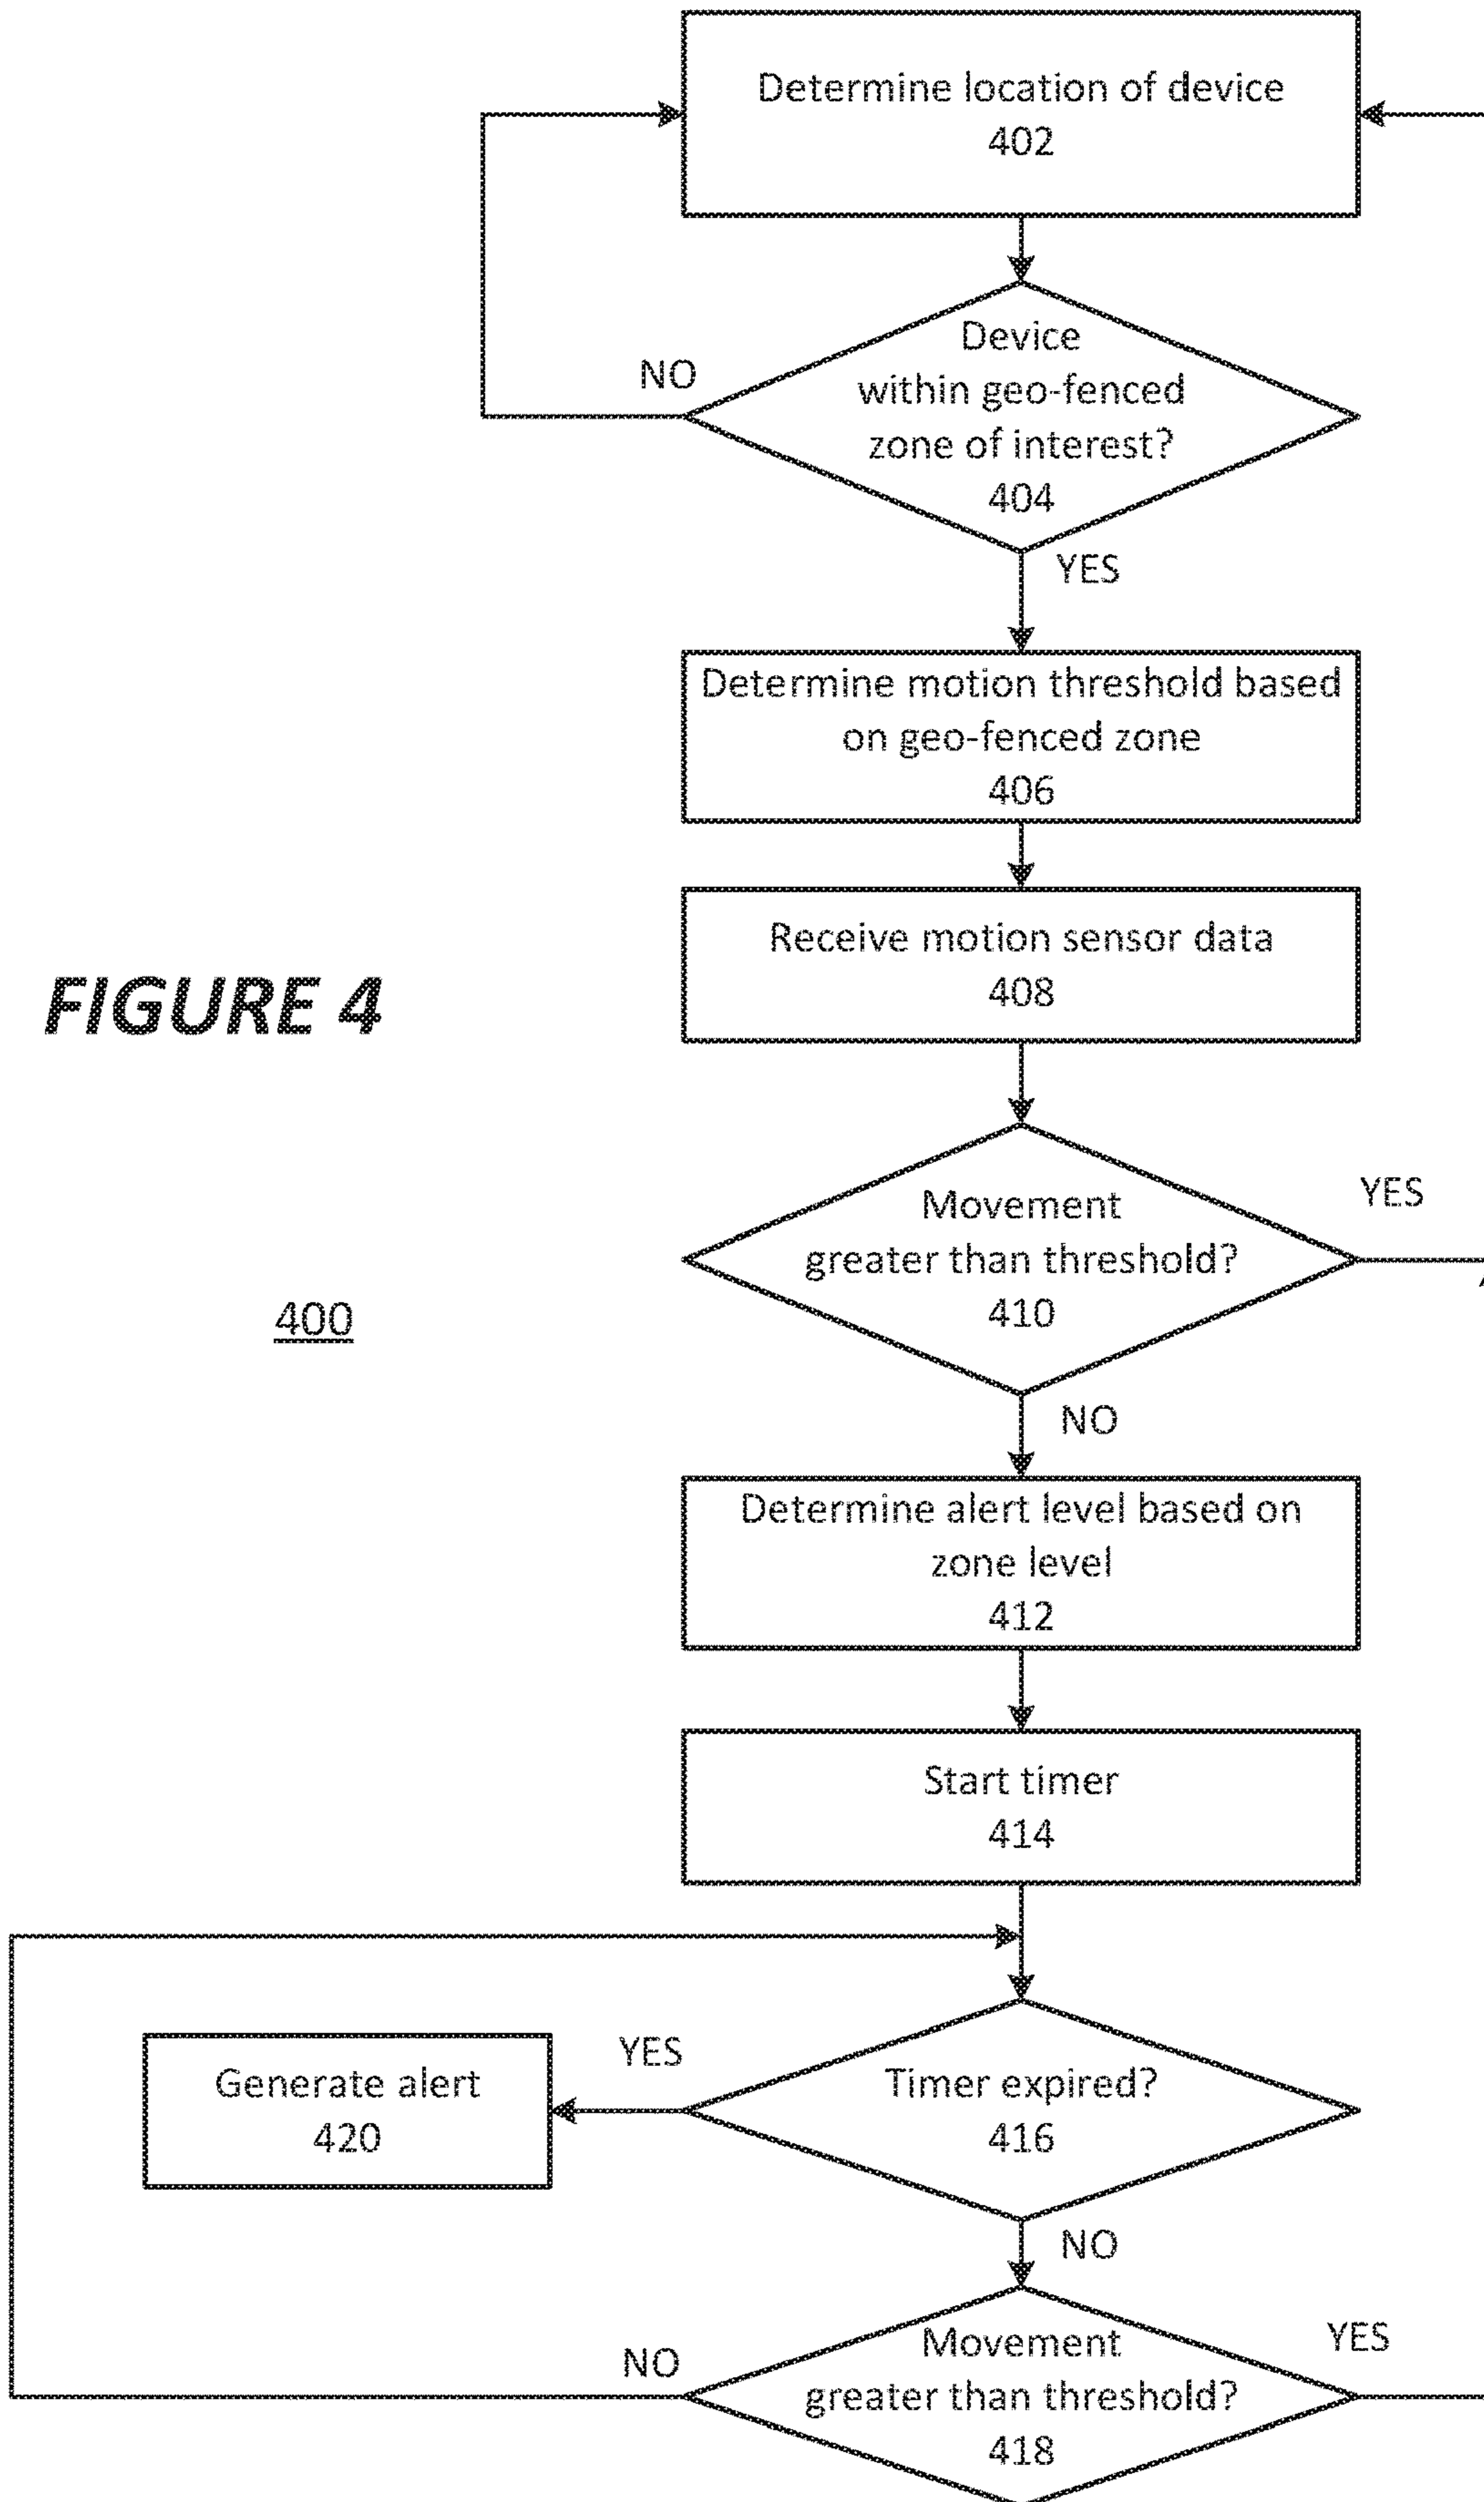 Determine location of device
402
Device
within geo-fenced
zone of interest?
404
NO
YES
Determine motion threshold based
on geo-fenced zone
406
Receive motion sensor data
408
FIGURE 4
Movement
greater than threshold?
410
YES
400
NO
Determine alert level based on
zone level
412
Start timer
414
Timer expired?
416
YES
Generate alert
420
NO
Movement
greater than threshold?
418
NO
YES